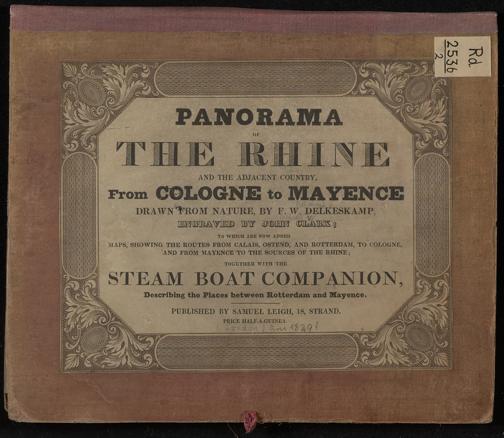 Rd
2536
2
PANORAMA
OF
THE RHINE
AND THE ADJACENT COUNTRY,
From COLOGNE to MAYENCE
DRAWN FROM NATURE, BY F. W. DELKESKAMP,
ENGRAVED BY JOHN CLARK;
TO WHICH ARE NOW ADDED
MAPS, SHOWING THE ROUTES FROM CALAIS, OSTEND, AND ROTTERDAM, TO COLOGNE,
AND FROM MAYENCE TO THE SOURCES OF THE RHINE;
TOGETHER WITH THE
STEAM BOAT COMPANION,
Describing the Places between Rotterdam and Mayence.
PUBLISHED BY SAMUEL LEIGH, 18, STRAND.
PRICE HALF-A-GUINEA.